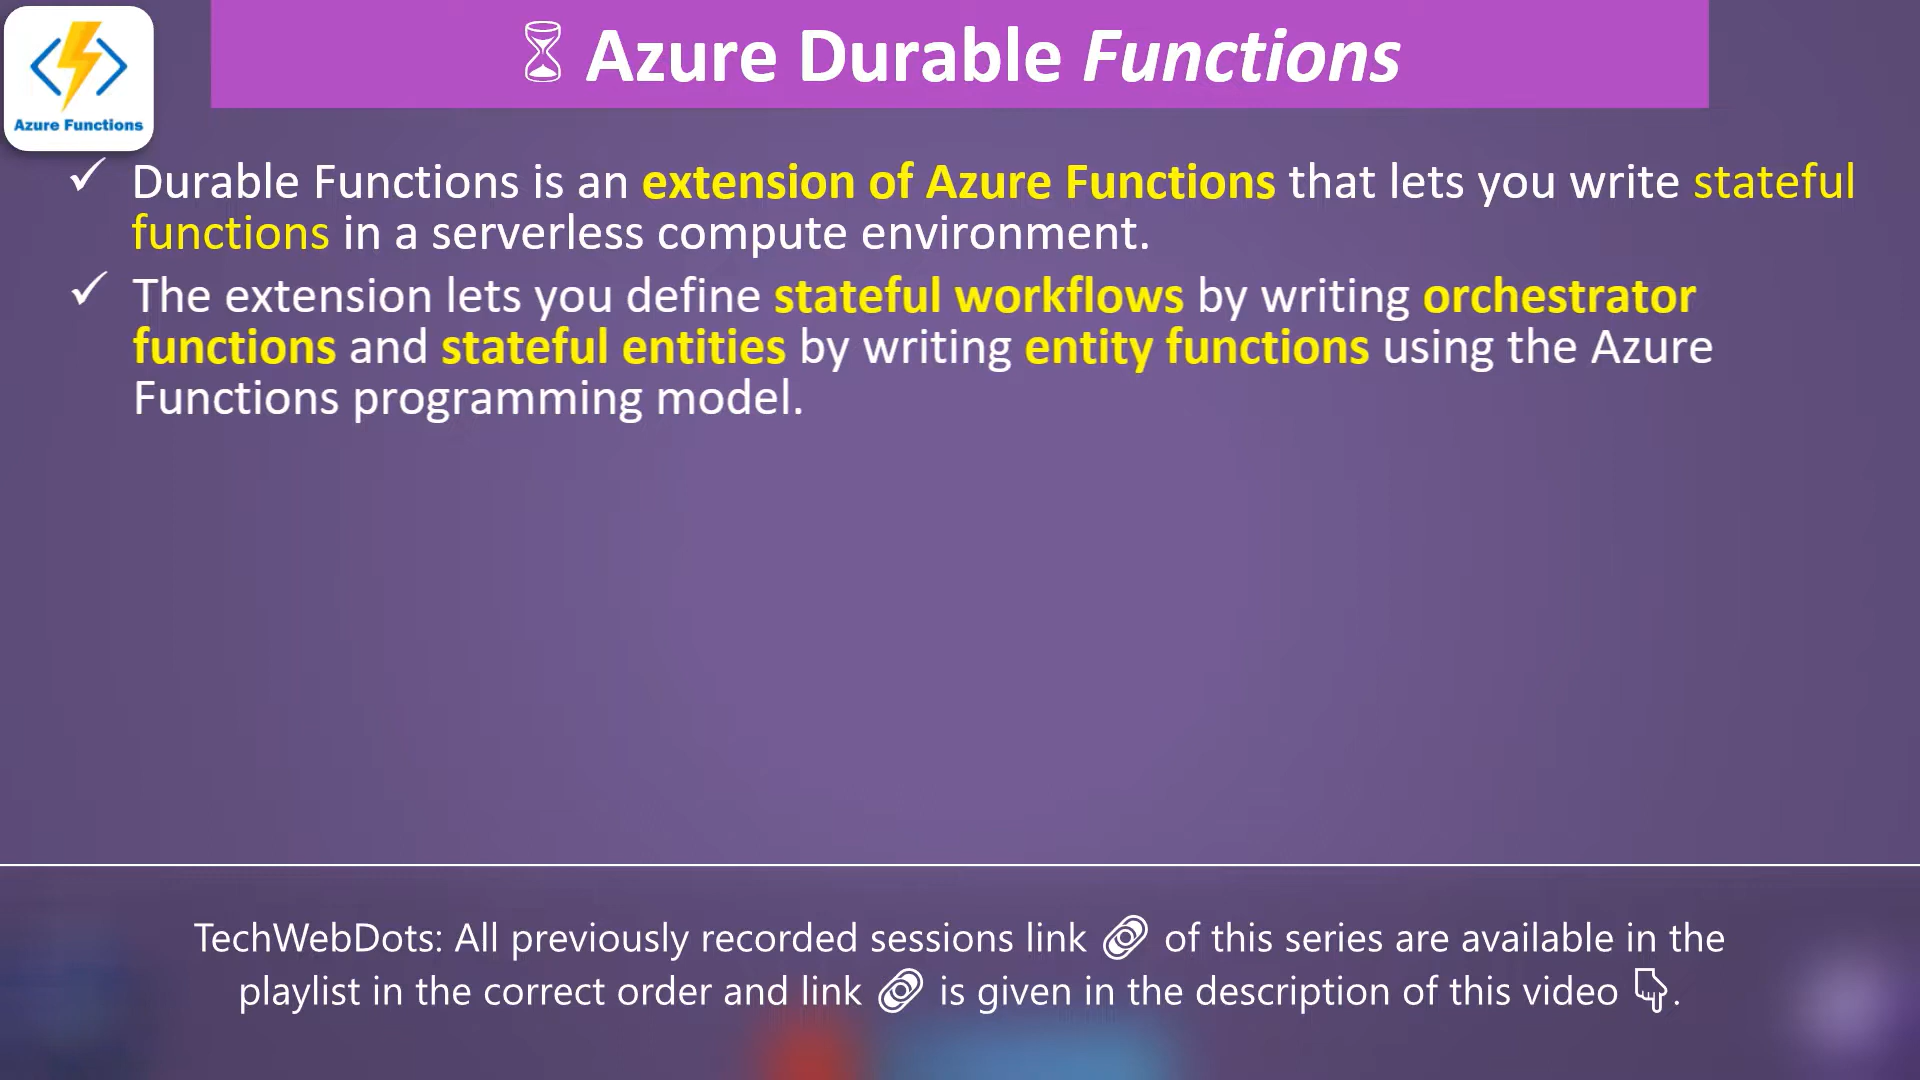 Azure Functions
⏳ Azure Durable Functions
✓ Durable Functions is an extension of Azure Functions that lets you write stateful
functions in a serverless compute environment.
✓ The extension lets you define stateful workflows by writing orchestrator
functions and stateful entities by writing entity functions using the Azure
Functions programming model.
TechWebDots: All previously recorded sessions link 🔗 of this series are available in the
playlist in the correct order and link 🔗 is given in the description of this video 👇.